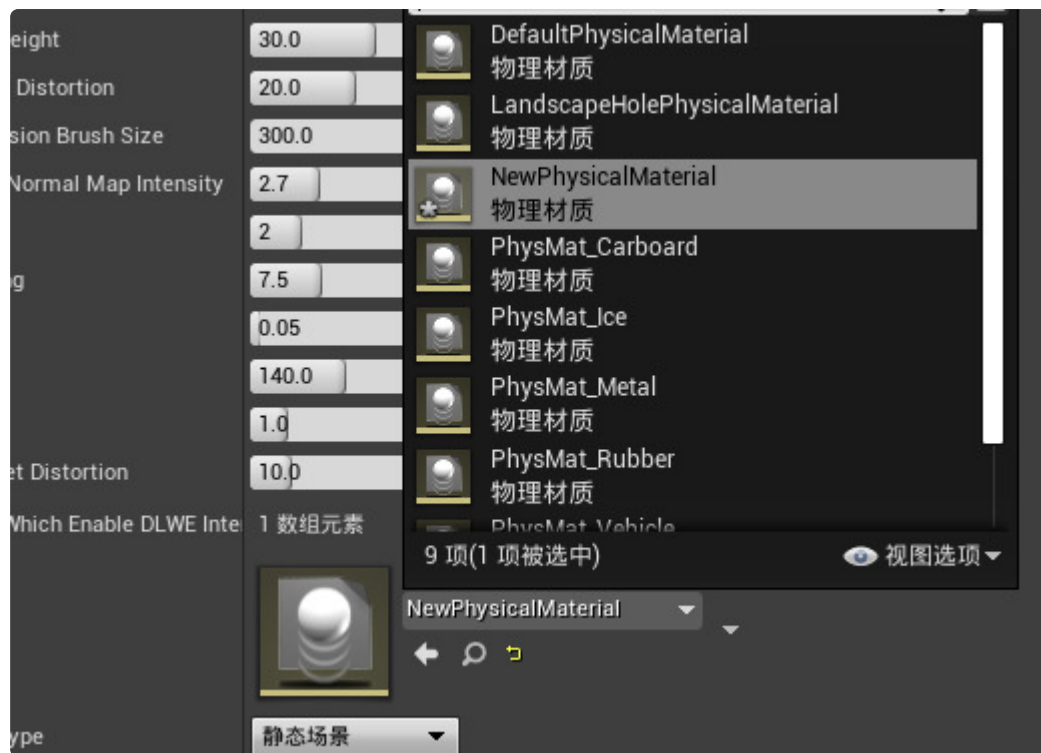 eight
30.0
Distortion
20.0
sion Brush Size
300.0
Normal Map Intensity
2.7
2
g
7.5
0.05
140.0
1.0
et Distortion
10.0
Which Enable DLWE Inte
1 数组元素
DefaultPhysicalMaterial
物理材质
LandscapeHolePhysicalMaterial
物理材质
NewPhysicalMaterial
物理材质
PhysMat_Carboard
物理材质
PhysMat_Ice
物理材质
PhysMat_Metal
物理材质
PhysMat_Rubber
物理材质
PhysMat_Vehicle
9 项(1 项被选中)
视图选项
NewPhysicalMaterial
ype
静态场景